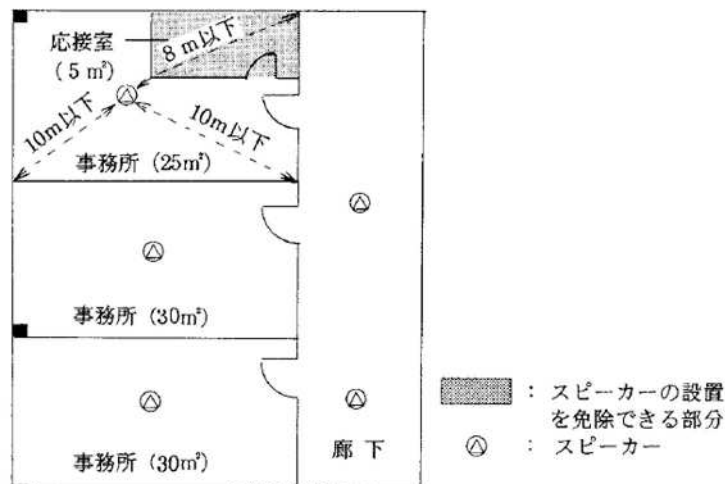 応接室
(5㎡)
8m以下
10m以下
10m以下
事務所(25㎡)
事務所(30㎡)
事務所(30㎡)
廊下
：スピーカーの設置
を免除できる部分
：スピーカー